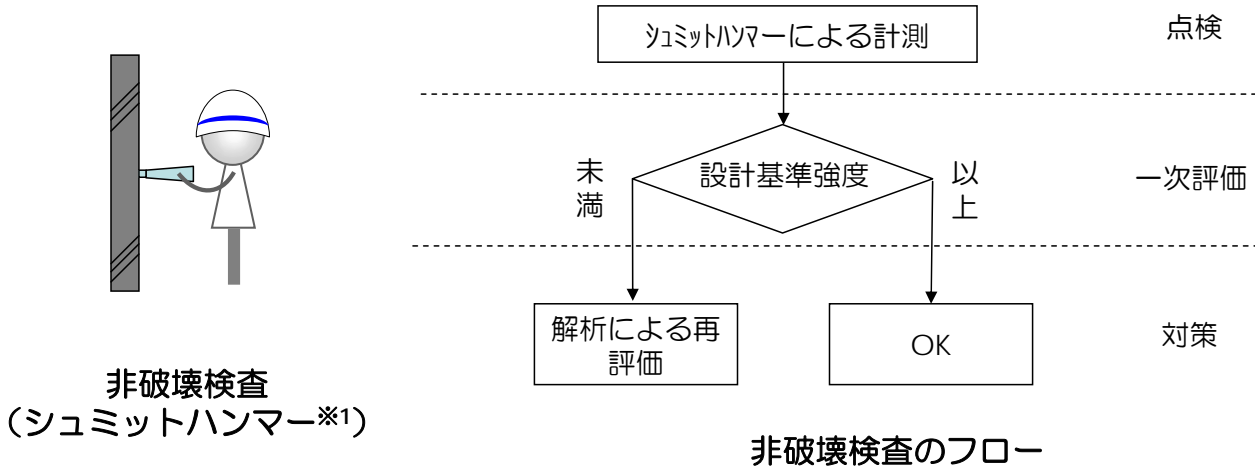 シュミットハンマーによる計測
点検
設計基準強度
未満
以上
一次評価
解析による再
評価
OK
対策
非破壊検査
(シュミットハンマー※1)
非破壊検査のフロー